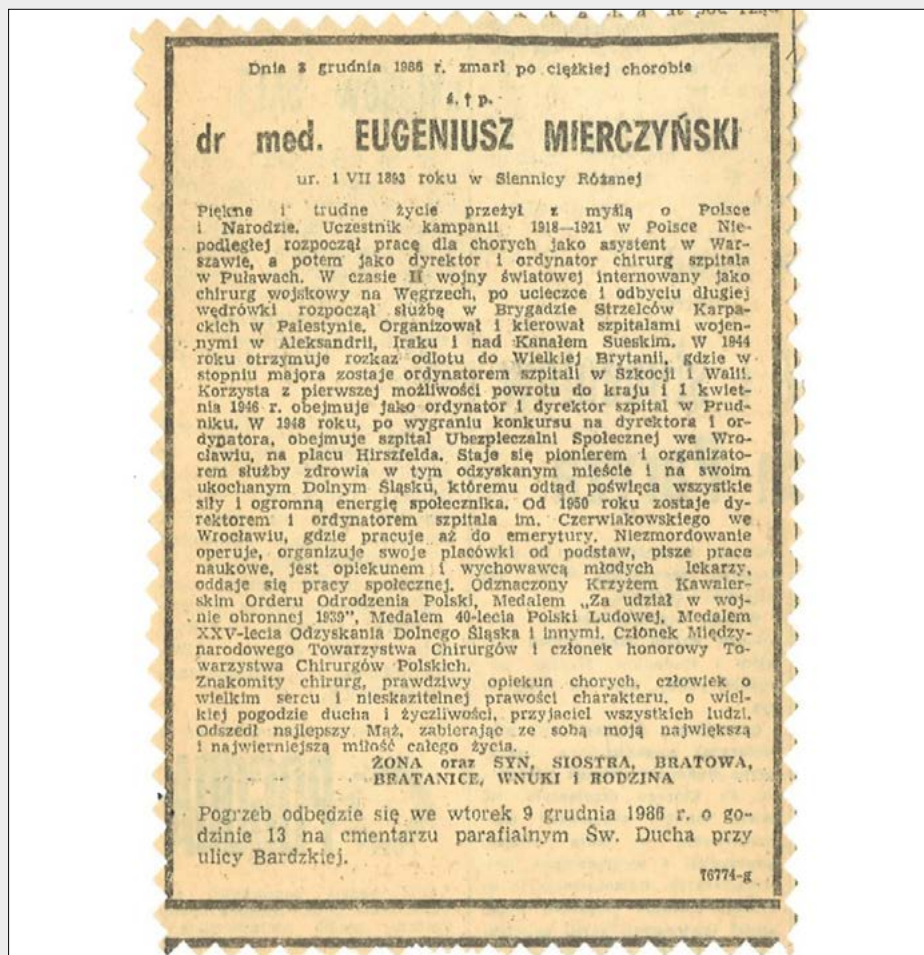 Dnia 3 grudnia 1986 r. zmarł po ciężkiej chorobie
ś. † p.
dr med. EUGENIUSZ MIERCZYŃSKI
ur. 1 VII 1893 roku w Siennicy Różanej
Piękne i trudne życie przeżył z myślą o Polsce
i Narodzie. Uczestnik kampanii 1918—1921 w Polsce Nie-
podległej rozpoczął pracę dla chorych jako asystent w War-
szawie, a potem jako dyrektor i ordynator chirurg szpitala
w Puławach. W czasie II wojny światowej internowany jako
chirurg wojskowy na Węgrzech, po ucieczce i odbyciu długiej
wędrówki rozpoczął służbę w Brygadzie Strzelców Karpa-
ckich w Palestynie. Organizował i kierował szpitalami wojen-
nymi w Aleksandrii, Iraku i nad Kanałem Sueskim. W 1944
roku otrzymuje rozkaz odlotu do Wielkiej Brytanii, gdzie w
stopniu majora zostaje ordynatorem szpitali w Szkocji i Walii.
Korzysta z pierwszej możliwości powrotu do kraju i 1 kwiet-
nia 1946 r. obejmuje jako ordynator i dyrektor szpital w Prud-
niku. W 1948 roku, po wygraniu konkursu na dyrektora i or-
dynatora, obejmuje szpital Ubezpieczalni Społecznej we Wro-
cławiu, na placu Hirszfelda. Staje się pionierem i organizato-
rem służby zdrowia w tym odzyskanym mieście i na swoim
ukochanym Dolnym Śląsku, któremu odtąd poświęca wszystkie
siły i ogromną energię społecznika. Od 1950 roku zostaje dy-
rektorem i ordynatorem szpitala im. Czerwiakowskiego we
Wrocławiu, gdzie pracuje aż do emerytury. Niezmordowanie
operuje, organizuje swoje placówki od podstaw, pisze prace
naukowe, jest opiekunem i wychowawcą młodych lekarzy,
oddaje się pracy społecznej. Odznaczony Krzyżem Kawaler-
skim Orderu Odrodzenia Polski, Medalem „Za udział w woj-
nie obronnej 1939”, Medalem 40-lecia Polski Ludowej, Medalem
XXV-lecia Odzyskania Dolnego Śląska i innymi. Członek Między-
narodowego Towarzystwa Chirurgów i członek honorowy To-
warzystwa Chirurgów Polskich.
Znakomity chirurg, prawdziwy opiekun chorych, człowiek o
wielkim sercu i nieskazitelnej prawości charakteru, o wiel-
kiej pogodzie ducha i życzliwości, przyjaciel wszystkich ludzi.
Odszedł najlepszy Mąż, zabierając ze sobą moją największą
i najwierniejszą miłość całego życia.
ŻONA oraz SYN, SIOSTRA, BRATOWA,
BRATANICE, WNUKI i RODZINA
Pogrzeb odbędzie się we wtorek 9 grudnia 1986 r. o go-
dzinie 13 na cmentarzu parafialnym Św. Ducha przy
ulicy Bardzkiej.
76774-g